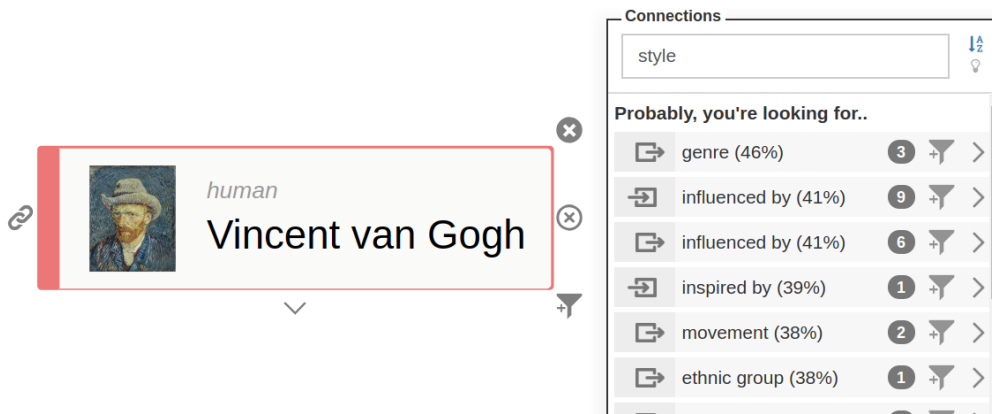 Connections
style
A
Z
Probably, you're looking for..
genre (46%) 3
influenced by (41%) 9
influenced by (41%) 6
inspired by (39%) 1
movement (38%) 2
ethnic group (38%) 1
human
Vincent van Gogh